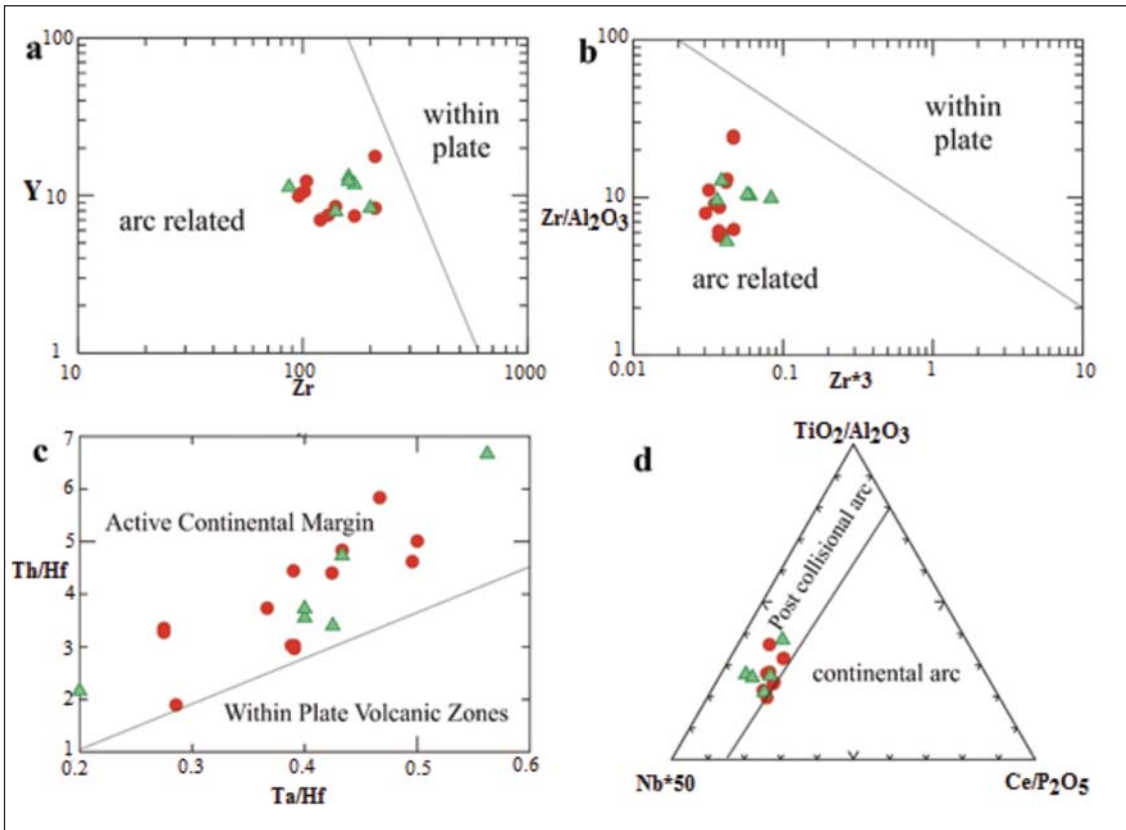 a
100
within
plate
Y
10
arc related
1
10
100
1000
Zr
b
100
within
plate
10
Zr/Al2O3
arc related
1
0.01
0.1
1
10
Zr*3
c
7
6
Active Continental Margin
5
Th/Hf
4
3
2
Within Plate Volcanic Zones
1
0.2
0.3
0.4
0.5
0.6
Ta/Hf
TiO2/Al2O3
d
Post collisional arc
continental arc
Nb*50
Ce/P2O5